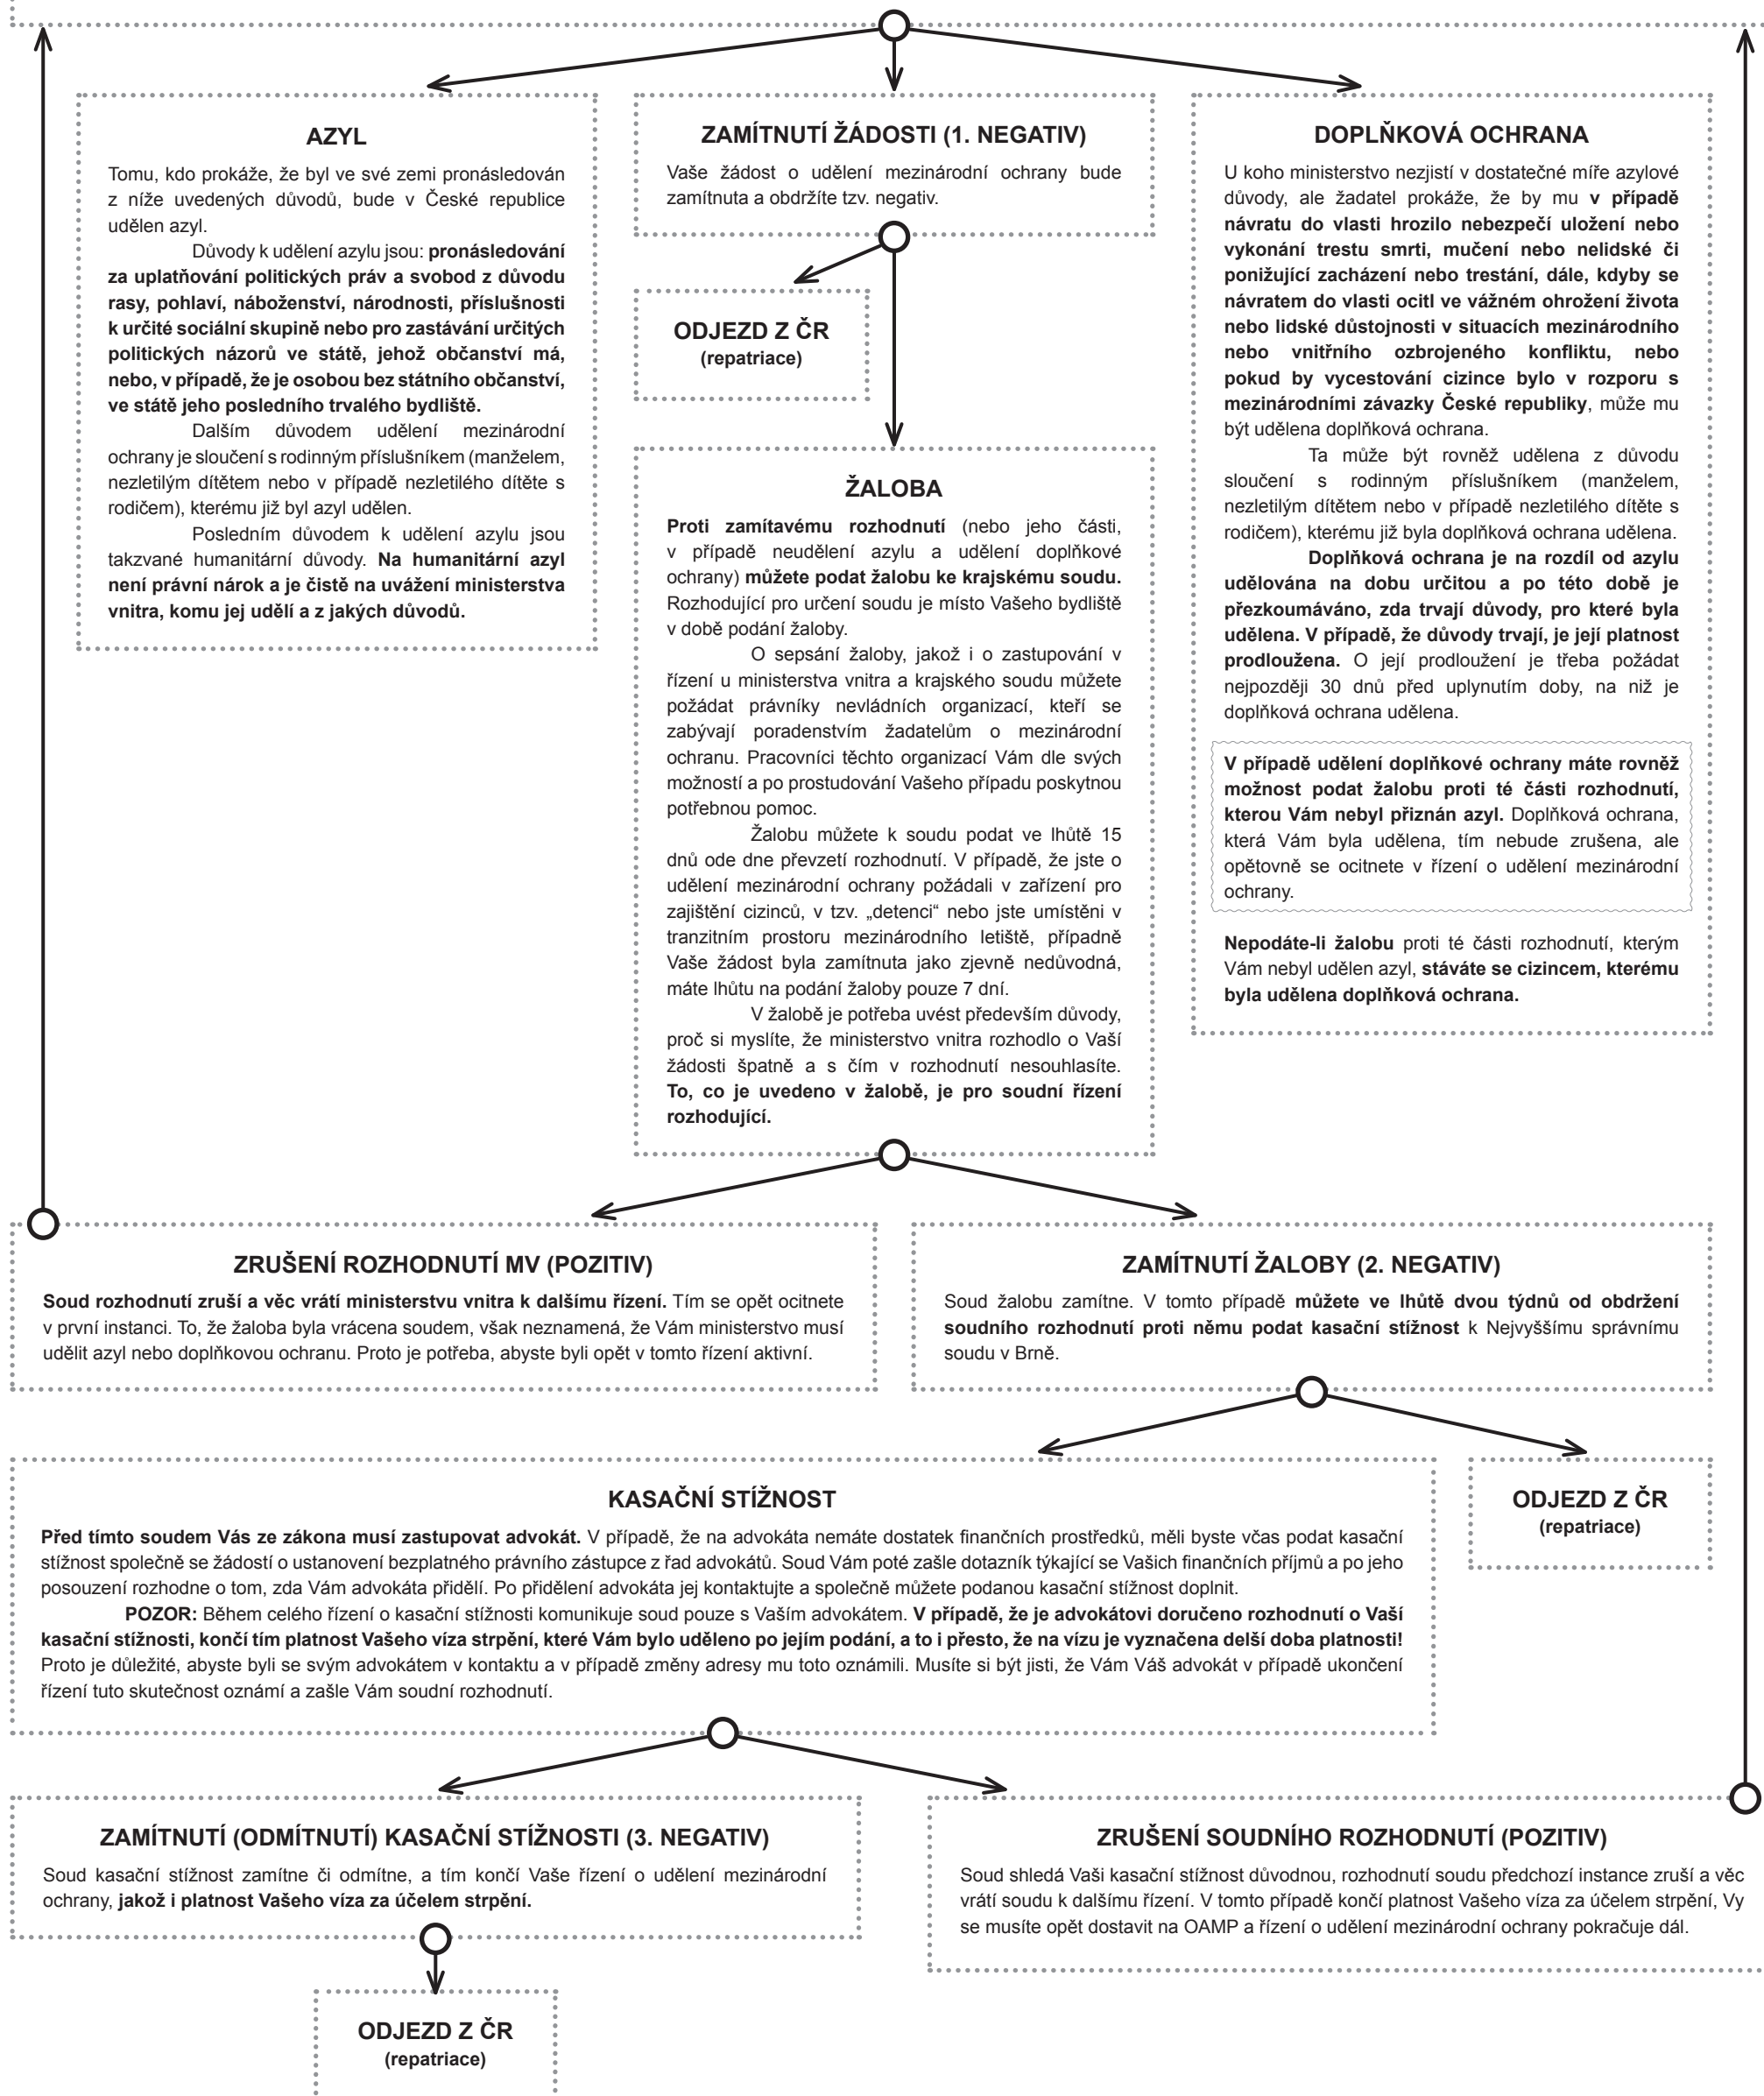 AZYL
Tomu, kdo prokáže, že byl ve své zemi pronásledován
z níže uvedených důvodů, bude v České republice
udělen azyl.
Důvody k udělení azylu jsou: pronásledování
za uplatňování politických práv a svobod z důvodu
rasy, pohlaví, náboženství, národnosti, příslušnosti
k určité sociální skupině nebo pro zastávání určitých
politických názorů ve státě, jehož občanství má,
nebo, v případě, že je osobou bez státního občanství,
ve státě jeho posledního trvalého bydliště.
Dalším důvodem udělení mezinárodní
ochrany je sloučení s rodinným příslušníkem (manželem,
nezletilým dítětem nebo v případě nezletilého dítěte s
rodičem), kterému již byl azyl udělen.
Posledním důvodem k udělení azylu jsou
takzvané humanitární důvody. Na humanitární azyl
není právní nárok a je čistě na uvážení ministerstva
vnitra, komu jej udělí a z jakých důvodů.
ZAMÍTNUTÍ ŽÁDOSTI (1. NEGATIV)
Vaše žádost o udělení mezinárodní ochrany bude
zamítnuta a obdržíte tzv. negativ.
ODJEZD Z ČR
(repatriace)
ŽALOBA
Proti zamítavému rozhodnutí (nebo jeho části,
v případě neudělení azylu a udělení doplňkové
ochrany) můžete podat žalobu ke krajskému soudu.
Rozhodující pro určení soudu je místo Vašeho bydliště
v době podání žaloby.
O sepsání žaloby, jakož i o zastupování v
řízení u ministerstva vnitra a krajského soudu můžete
požádat právníky nevládních organizací, kteří se
zabývají poradenstvím žadatelům o mezinárodní
ochranu. Pracovníci těchto organizací Vám dle svých
možností a po prostudování Vašeho případu poskytnou
potřebnou pomoc.
Žalobu můžete k soudu podat ve lhůtě 15
dnů ode dne převzetí rozhodnutí. V případě, že jste o
udělení mezinárodní ochrany požádali v zařízení pro
zajištění cizinců, v tzv. „detenci“ nebo jste umístěni v
tranzitním prostoru mezinárodního letiště, případně
Vaše žádost byla zamítnuta jako zjevně nedůvodná,
máte lhůtu na podání žaloby pouze 7 dní.
V žalobě je potřeba uvést především důvody,
proč si myslíte, že ministerstvo vnitra rozhodlo o Vaší
žádosti špatně a s čím v rozhodnutí nesouhlasíte.
To, co je uvedeno v žalobě, je pro soudní řízení
rozhodující.
DOPLŇKOVÁ OCHRANA
U koho ministerstvo nezjistí v dostatečné míře azylové
důvody, ale žadatel prokáže, že by mu v případě
návratu do vlasti hrozilo nebezpečí uložení nebo
vykonání trestu smrti, mučení nebo nelidské či
ponižující zacházení nebo trestání, dále, kdyby se
návratem do vlasti ocitl ve vážném ohrožení života
nebo lidské důstojnosti v situacích mezinárodního
nebo vnitřního ozbrojeného konfliktu, nebo
pokud by vycestování cizince bylo v rozporu s
mezinárodními závazky České republiky, může mu
být udělena doplňková ochrana.
Ta může být rovněž udělena z důvodu
sloučení s rodinným příslušníkem (manželem,
nezletilým dítětem nebo v případě nezletilého dítěte s
rodičem), kterému již byla doplňková ochrana udělena.
Doplňková ochrana je na rozdíl od azylu
udělována na dobu určitou a po této době je
přezkoumáváno, zda trvají důvody, pro které byla
udělena. V případě, že důvody trvají, je její platnost
prodloužena. O její prodloužení je třeba požádat
nejpozději 30 dnů před uplynutím doby, na niž je
doplňková ochrana udělena.
V případě udělení doplňkové ochrany máte rovněž
možnost podat žalobu proti té části rozhodnutí,
kterou Vám nebyl přiznán azyl. Doplňková ochrana,
která Vám byla udělena, tím nebude zrušena, ale
opětovně se ocitnete v řízení o udělení mezinárodní
ochrany.
Nepodáte-li žalobu proti té části rozhodnutí, kterým
Vám nebyl udělen azyl, stáváte se cizincem, kterému
byla udělena doplňková ochrana.
ZRUŠENÍ ROZHODNUTÍ MV (POZITIV)
Soud rozhodnutí zruší a věc vrátí ministerstvu vnitra k dalšímu řízení. Tím se opět ocitnete
v první instanci. To, že žaloba byla vrácena soudem, však neznamená, že Vám ministerstvo musí
udělit azyl nebo doplňkovou ochranu. Proto je potřeba, abyste byli opět v tomto řízení aktivní.
ZAMÍTNUTÍ ŽALOBY (2. NEGATIV)
Soud žalobu zamítne. V tomto případě můžete ve lhůtě dvou týdnů od obdržení
soudního rozhodnutí proti němu podat kasační stížnost k Nejvyššímu správnímu
soudu v Brně.
KASAČNÍ STÍŽNOST
Před tímto soudem Vás ze zákona musí zastupovat advokát. V případě, že na advokáta nemáte dostatek finančních prostředků, měli byste včas podat kasační
stížnost společně se žádostí o ustanovení bezplatného právního zástupce z řad advokátů. Soud Vám poté zašle dotazník týkající se Vašich finančních příjmů a po jeho
posouzení rozhodne o tom, zda Vám advokáta přidělí. Po přidělení advokáta jej kontaktujte a společně můžete podanou kasační stížnost doplnit.
POZOR: Během celého řízení o kasační stížnosti komunikuje soud pouze s Vaším advokátem. V případě, že je advokátovi doručeno rozhodnutí o Vaší
kasační stížnosti, končí tím platnost Vašeho víza strpění, které Vám bylo uděleno po jejím podání, a to i přesto, že na vízu je vyznačena delší doba platnosti!
Proto je důležité, abyste byli se svým advokátem v kontaktu a v případě změny adresy mu toto oznámili. Musíte si být jisti, že Vám Váš advokát v případě ukončení
řízení tuto skutečnost oznámí a zašle Vám soudní rozhodnutí.
ODJEZD Z ČR
(repatriace)
ZAMÍTNUTÍ (ODMÍTNUTÍ) KASAČNÍ STÍŽNOSTI (3. NEGATIV)
Soud kasační stížnost zamítne či odmítne, a tím končí Vaše řízení o udělení mezinárodní
ochrany, jakož i platnost Vašeho víza za účelem strpění.
ZRUŠENÍ SOUDNÍHO ROZHODNUTÍ (POZITIV)
Soud shledá Vaši kasační stížnost důvodnou, rozhodnutí soudu předchozí instance zruší a věc
vrátí soudu k dalšímu řízení. V tomto případě končí platnost Vašeho víza za účelem strpění, Vy
se musíte opět dostavit na OAMP a řízení o udělení mezinárodní ochrany pokračuje dál.
ODJEZD Z ČR
(repatriace)